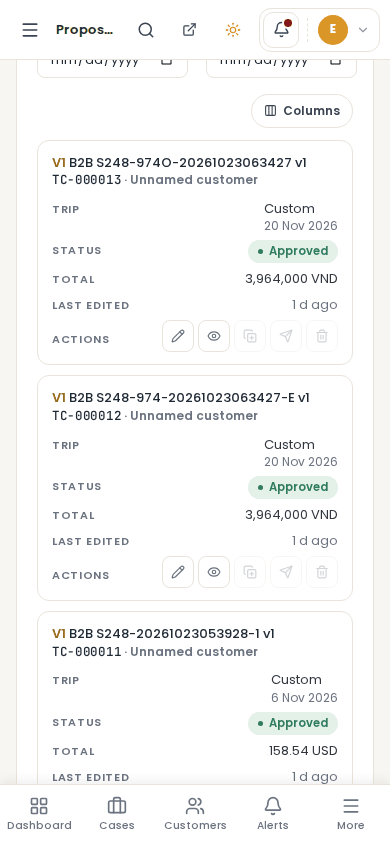 Propos...
E
mm/dd/yyyy
mm/dd/yyyy
Columns
V1 B2B S248-974O-20261023063427 v1
TC-000013 · Unnamed customer
TRIP
Custom
20 Nov 2026
STATUS
Approved
TOTAL
3,964,000 VND
LAST EDITED
1 d ago
ACTIONS
V1 B2B S248-974-20261023063427-E v1
TC-000012 · Unnamed customer
TRIP
Custom
20 Nov 2026
STATUS
Approved
TOTAL
3,964,000 VND
LAST EDITED
1 d ago
ACTIONS
V1 B2B S248-20261023053928-1 v1
TC-000011 · Unnamed customer
TRIP
Custom
6 Nov 2026
STATUS
Approved
TOTAL
158.54 USD
LAST EDITED
1 d ago
Dashboard
Cases
Customers
Alerts
More